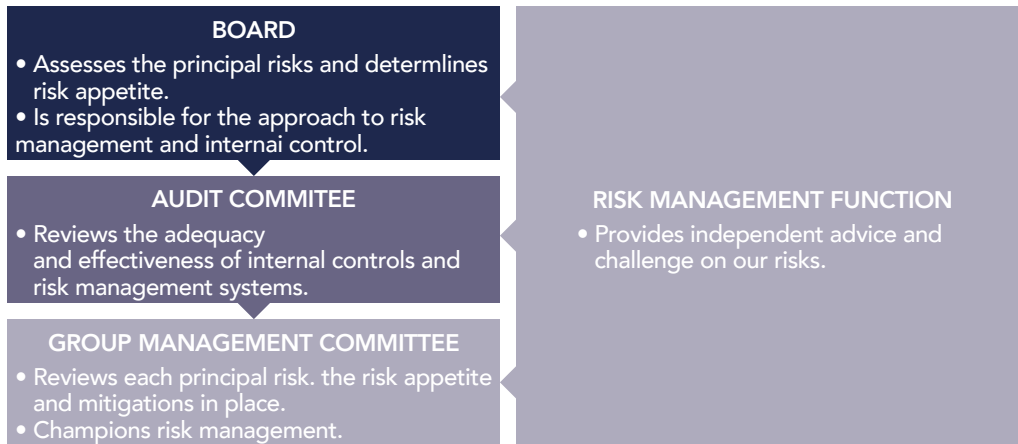 BOARD
• Assesses the principal risks and determlines
risk appetite.
• Is responsible for the approach to risk
management and internai control.
AUDIT COMMITEE
• Reviews the adequacy
and effectiveness of internal controls and
risk management systems.
GROUP MANAGEMENT COMMITTEE
• Reviews each principal risk. the risk appetite
and mitigations in place.
• Champions risk management.
RISK MANAGEMENT FUNCTION
• Provides independent advice and
challenge on our risks.